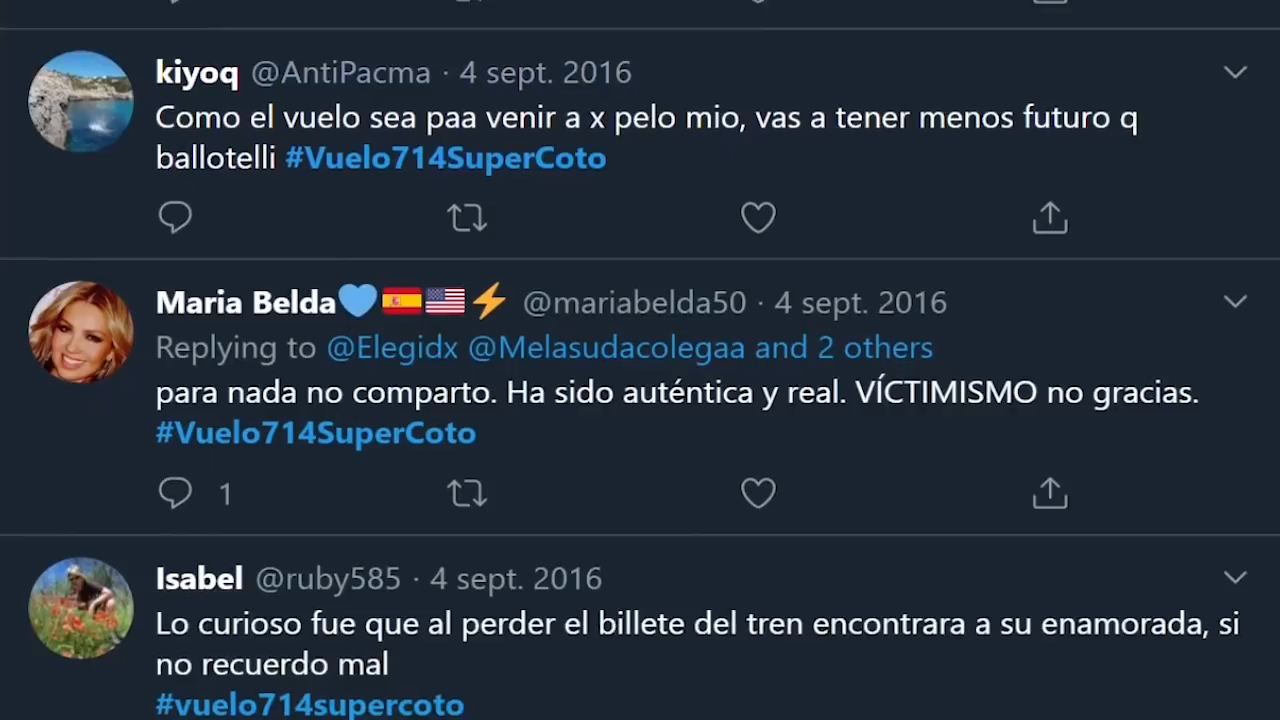 kiyoq @AntiPacma · 4 sept. 2016
Como el vuelo sea paa venir a x pelo mio, vas a tener menos futuro q
ballotelli #Vuelo714SuperCoto
Maria Belda💙🇪🇸🇺🇸⚡ @mariabelda50 · 4 sept. 2016
Replying to @Elegidx @Melasudacolegaa and 2 others
para nada no comparto. Ha sido auténtica y real. VÍCTIMISMO no gracias.
#Vuelo714SuperCoto
1
Isabel @ruby585 · 4 sept. 2016
Lo curioso fue que al perder el billete del tren encontrara a su enamorada, si
no recuerdo mal
#vuelo714supercoto